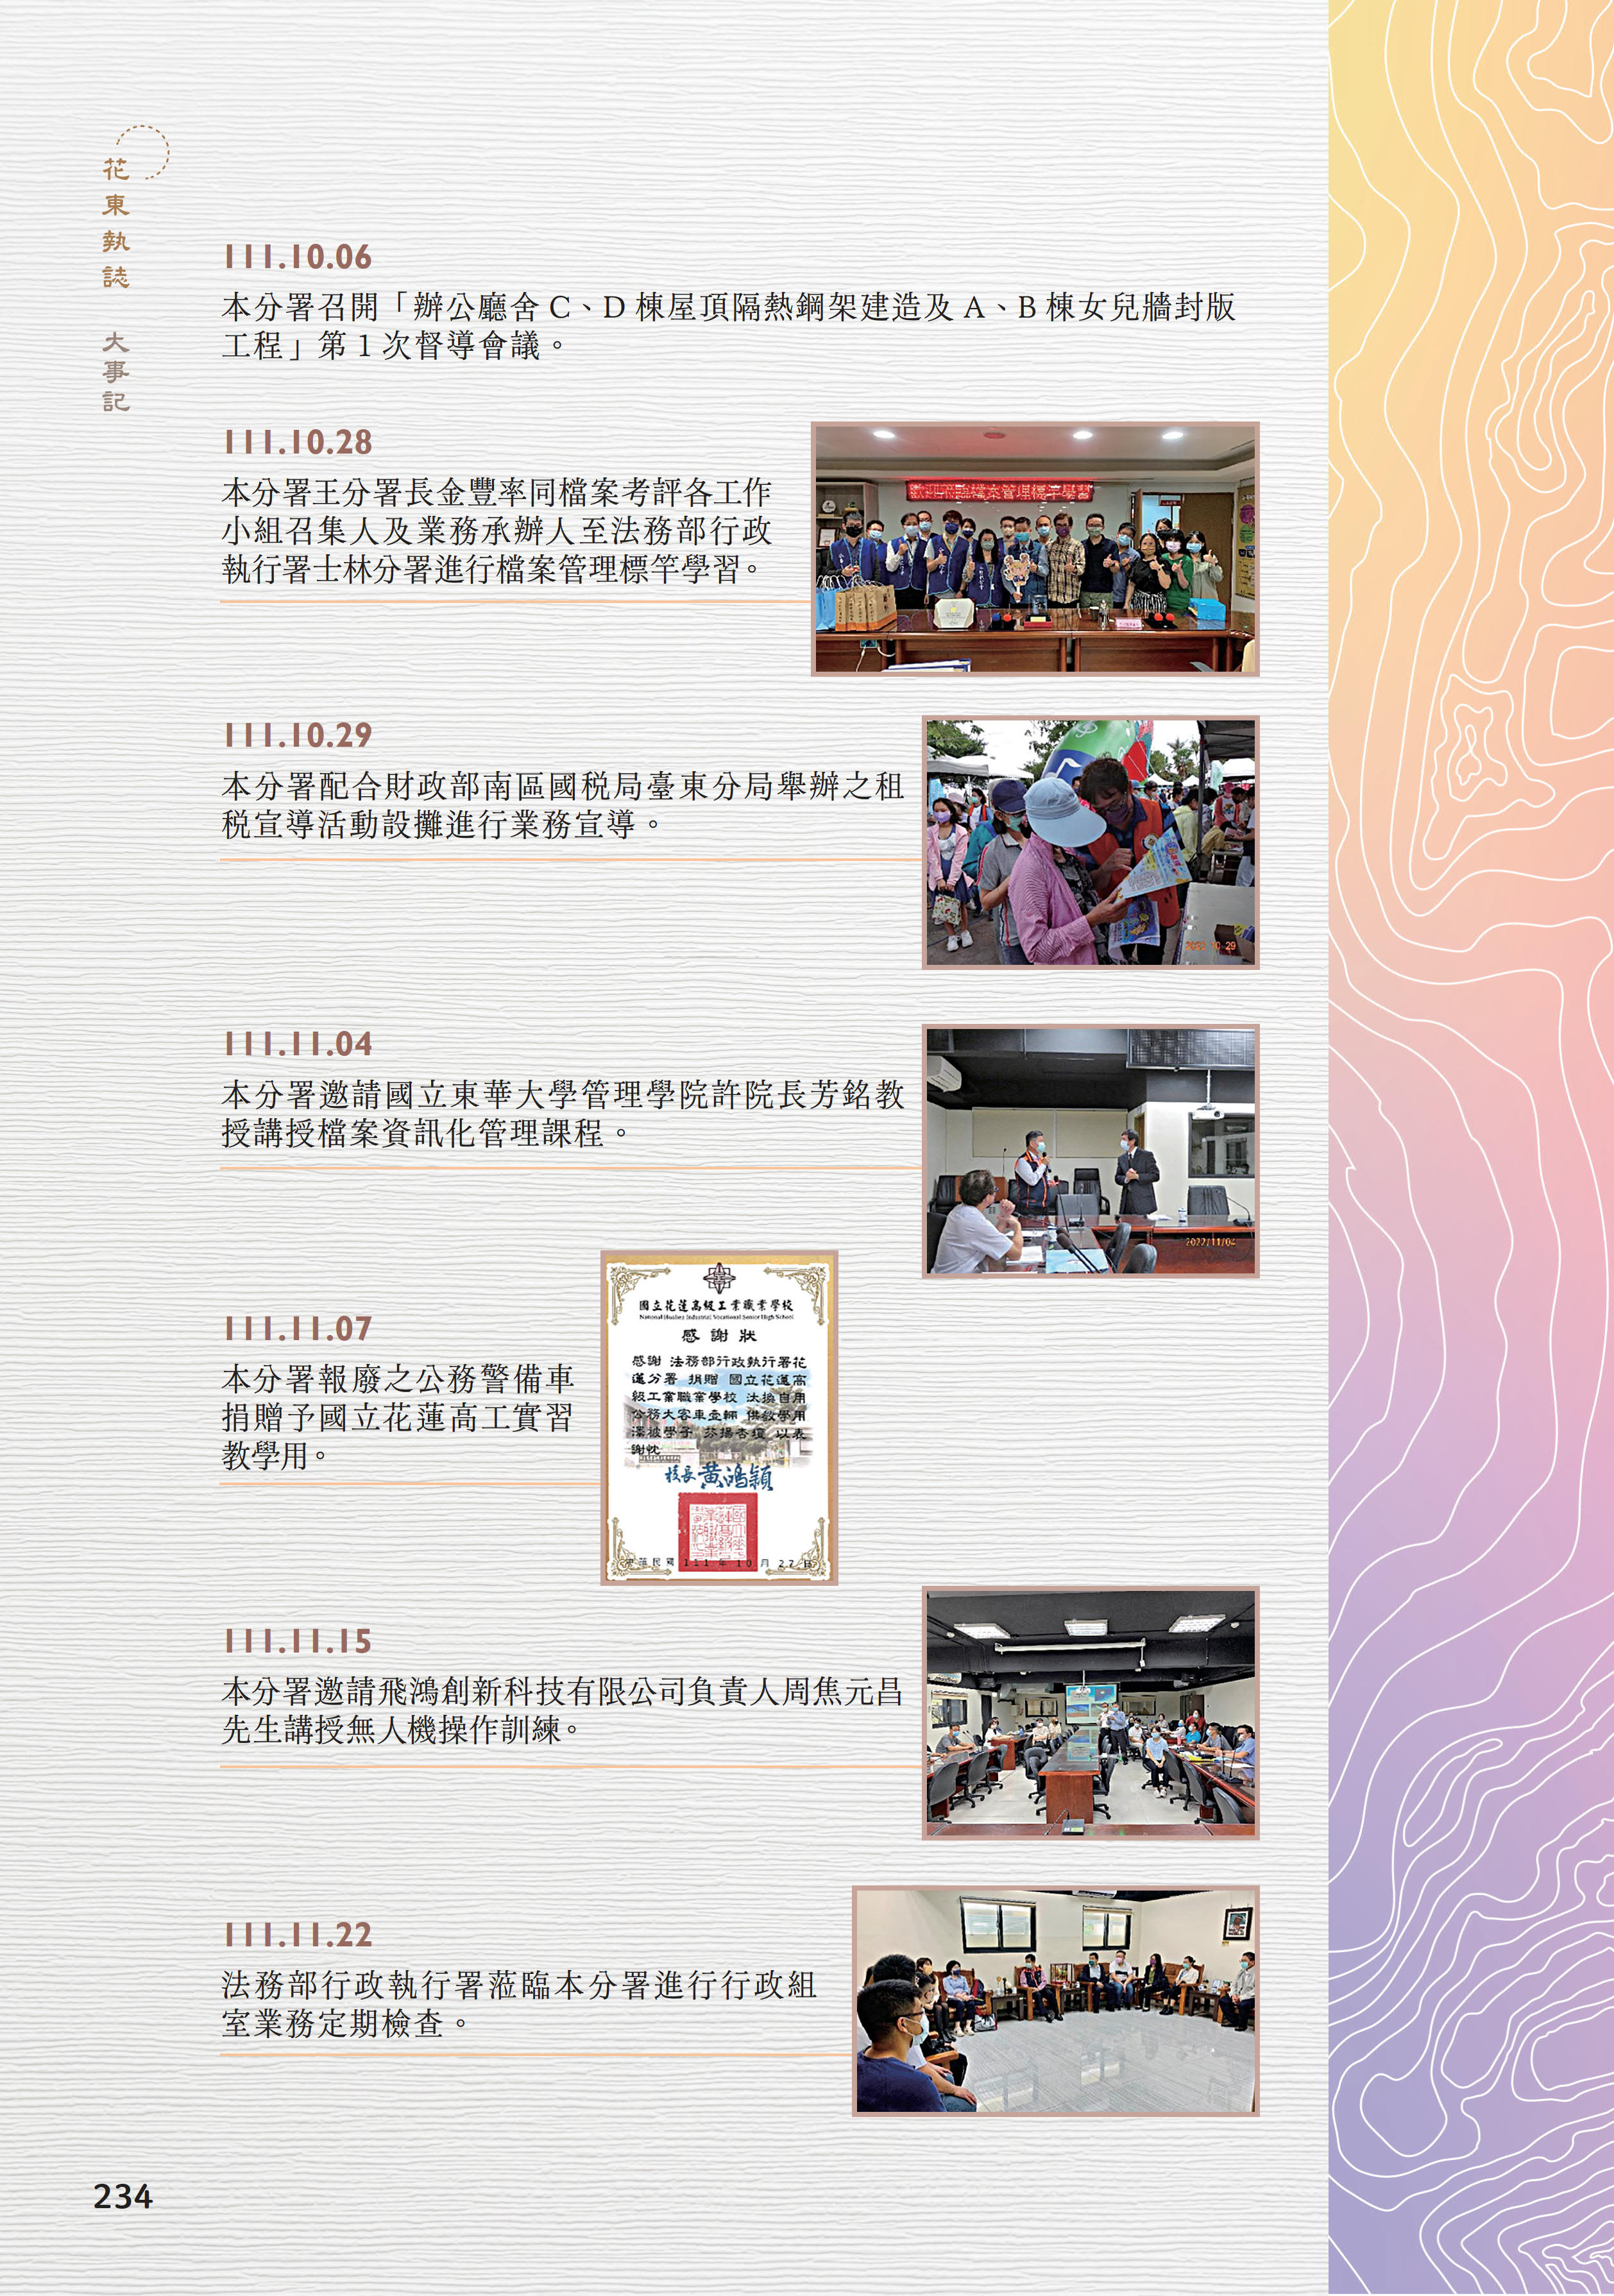 花東執誌 大事記
111.10.06
本分署召開「辦公廳舍 C、D 棟屋頂隔熱鋼架建造及 A、B 棟女兒牆封版
工程」第 1 次督導會議。
111.10.28
本分署王分署長金豐率同檔案考評各工作
小組召集人及業務承辦人至法務部行政
執行署士林分署進行檔案管理標竿學習。
歡迎蒞臨檔案管理標竿學習
111.10.29
本分署配合財政部南區國稅局臺東分局舉辦之租
稅宣導活動設攤進行業務宣導。
2022 10 29
111.11.04
本分署邀請國立東華大學管理學院許院長芳銘教
授講授檔案資訊化管理課程。
2022/11/04
111.11.07
本分署報廢之公務警備車
捐贈予國立花蓮高工實習
教學用。
國立花蓮高級工業職業學校
National Hualien Industrial Vocational Senior High School
感謝狀
感謝 法務部行政執行署花
蓮分署 捐贈 國立花蓮高
級工業職業學校 汰換自用
公務大客車壹輛 供教學用
澤被學子 芬揚杏壇 以表
謝忱
校長 黃鴻穎
中華民國 111 年 10 月 27 日
111.11.15
本分署邀請飛鴻創新科技有限公司負責人周焦元昌
先生講授無人機操作訓練。
111.11.22
法務部行政執行署蒞臨本分署進行行政組
室業務定期檢查。
234